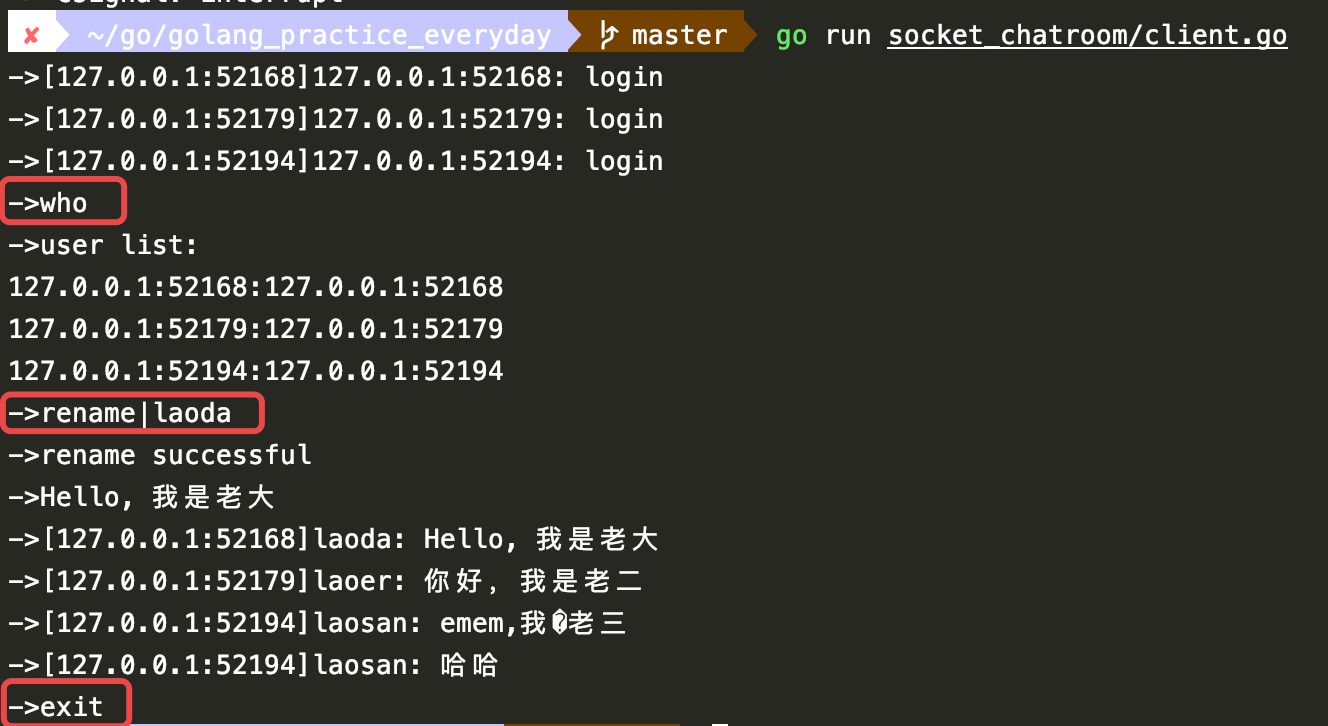 ✘ ~/go/golang_practice_everyday master go run socket_chatroom/client.go
->[127.0.0.1:52168]127.0.0.1:52168: login
->[127.0.0.1:52179]127.0.0.1:52179: login
->[127.0.0.1:52194]127.0.0.1:52194: login
->who
->user list:
127.0.0.1:52168:127.0.0.1:52168
127.0.0.1:52179:127.0.0.1:52179
127.0.0.1:52194:127.0.0.1:52194
->rename|laoda
->rename successful
->Hello, 我是老大
->[127.0.0.1:52168]laoda: Hello, 我是老大
->[127.0.0.1:52179]laoer: 你好, 我是老二
->[127.0.0.1:52194]laosan: emem,我�老三
->[127.0.0.1:52194]laosan: 哈哈
->exit